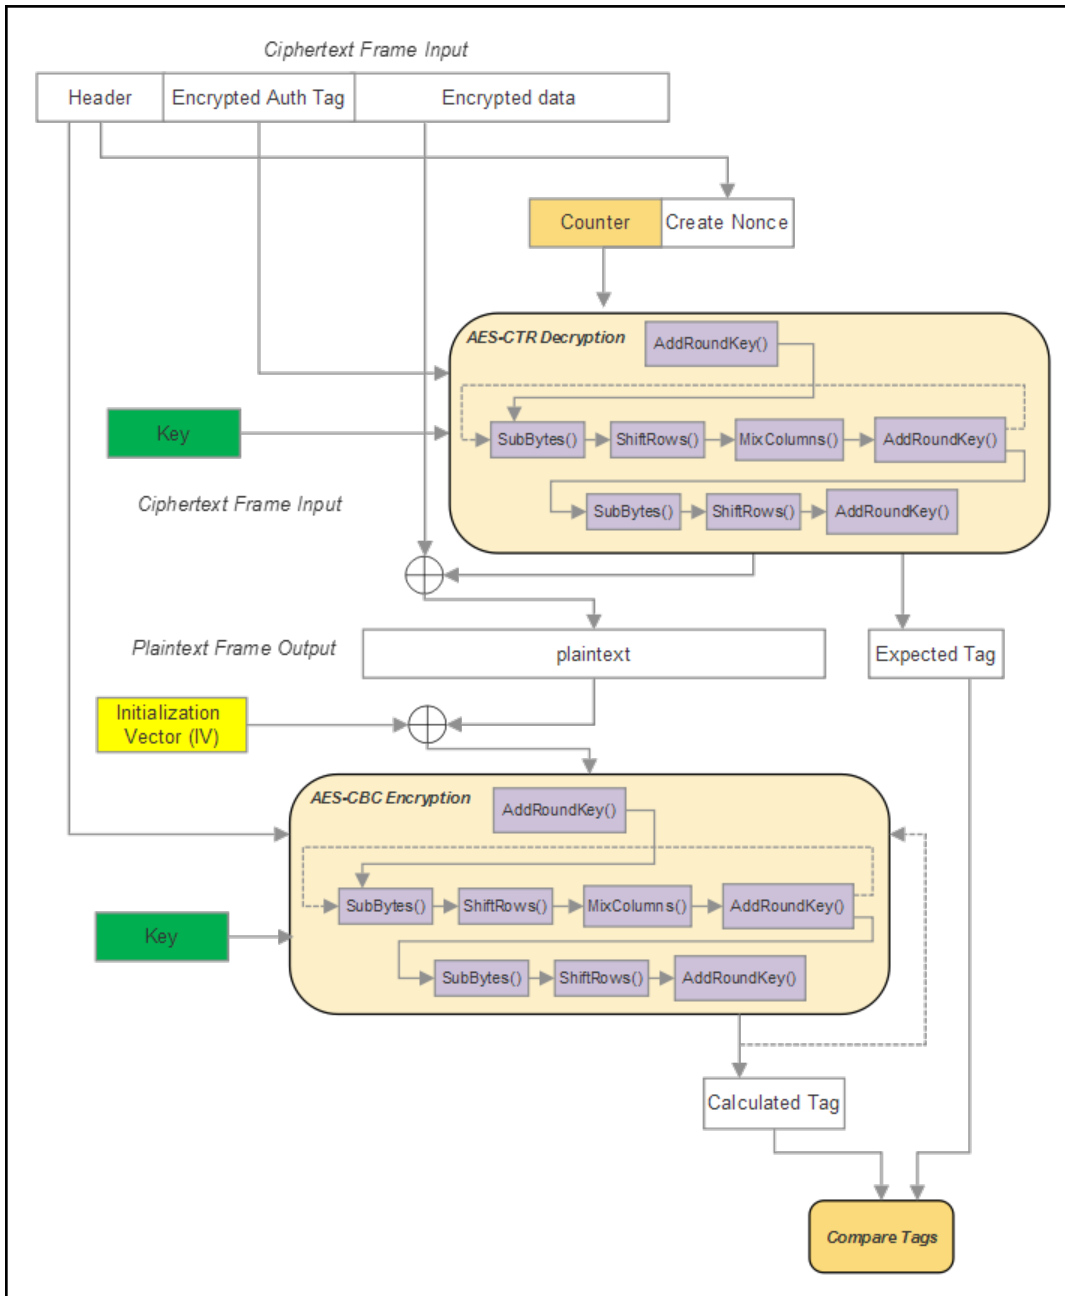 Ciphertext Frame Input
Header
Encrypted Auth Tag
Encrypted data
Counter
Create Nonce
AES-CTR Decryption
AddRoundKey()
Key
SubBytes()
ShiftRows()
MixColumns()
AddRoundKey()
Ciphertext Frame Input
SubBytes()
ShiftRows()
AddRoundKey()
Plaintext Frame Output
plaintext
Expected Tag
Initialization
Vector (IV)
AES-CBC Encryption
AddRoundKey()
SubBytes()
ShiftRows()
MixColumns()
AddRoundKey()
Key
SubBytes()
ShiftRows()
AddRoundKey()
Calculated Tag
Compare Tags